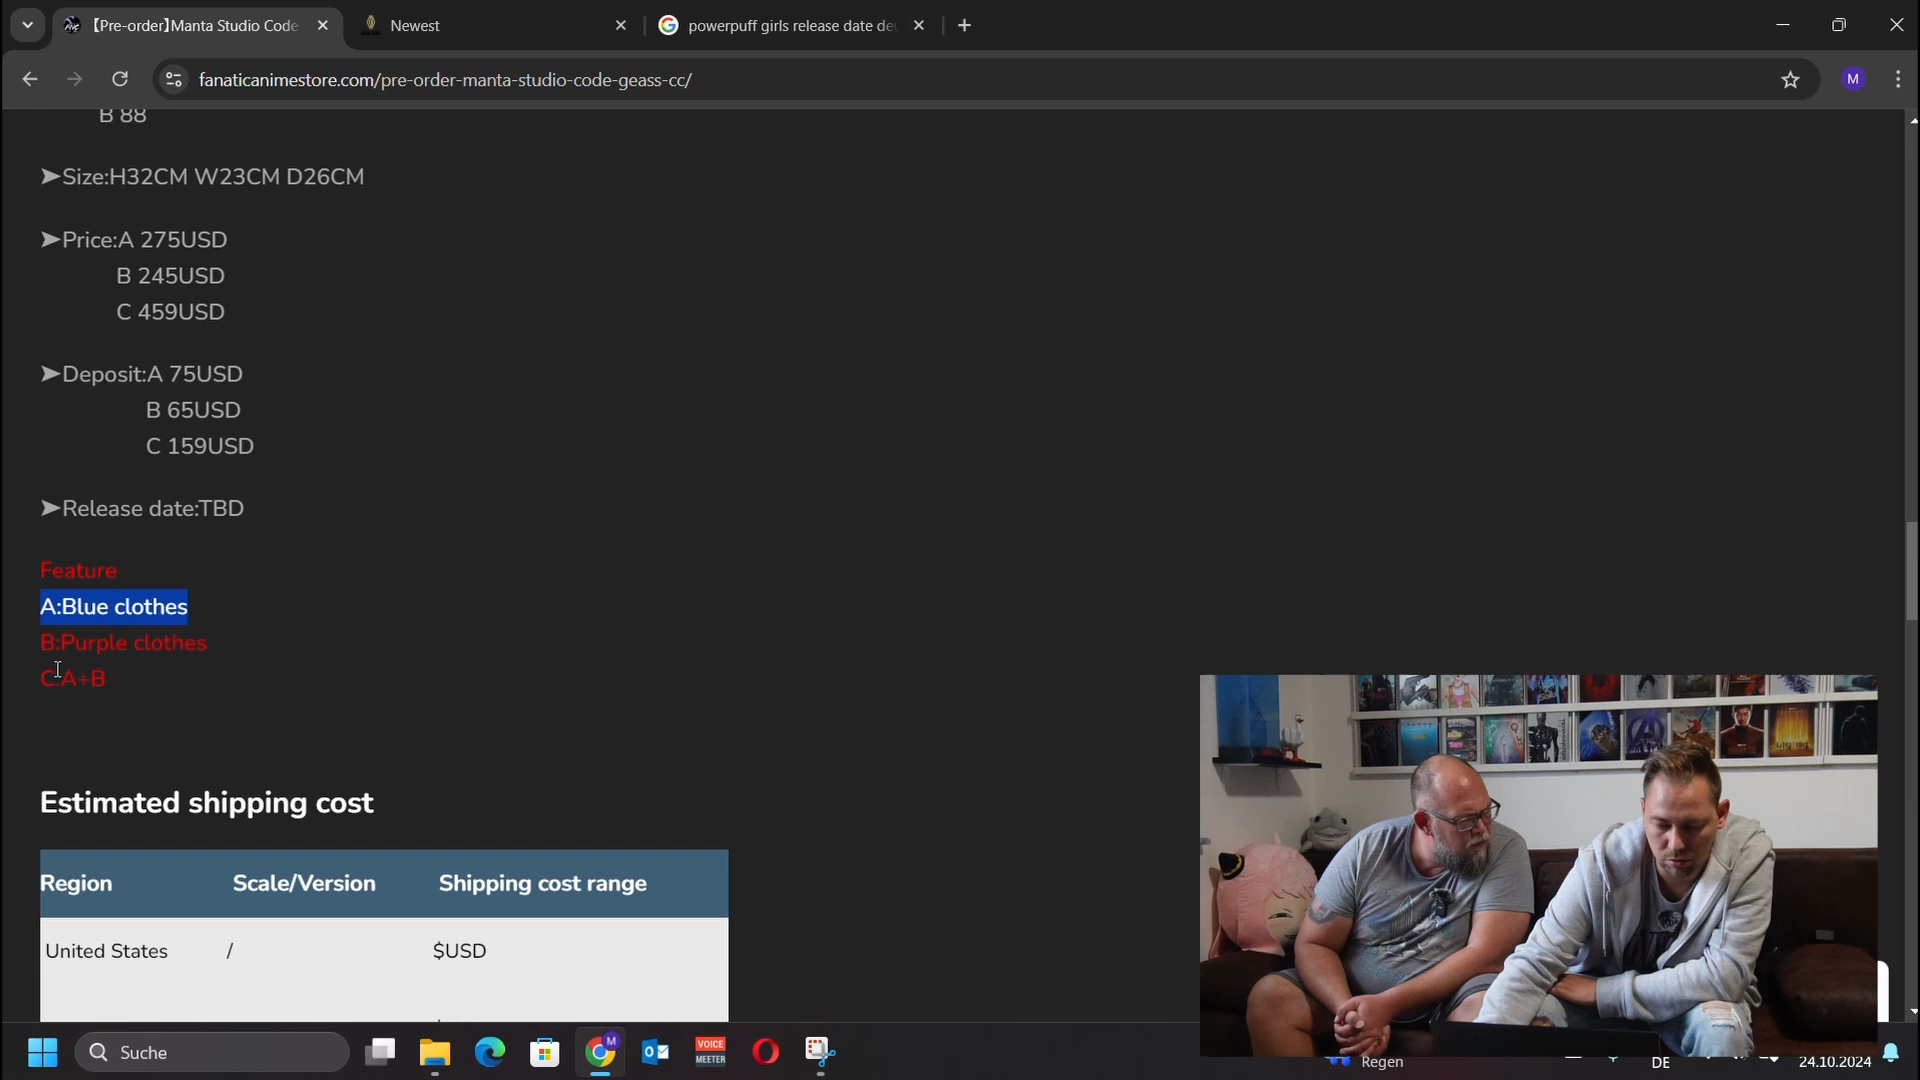 【Pre-order】Manta Studio Code
Newest
powerpuff girls release date de
fanaticanimestore.com/pre-order-manta-studio-code-geass-cc/
M
B 88
➤Size:H32CM W23CM D26CM
➤Price:A 275USD
B 245USD
C 459USD
➤Deposit:A 75USD
B 65USD
C 159USD
➤Release date:TBD
Feature
A:Blue clothes
B:Purple clothes
C:A+B
Estimated shipping cost
Region Scale/Version Shipping cost range
United States / $USD
Suche
M
VOICE
MEETER
Regen
DE
24.10.2024